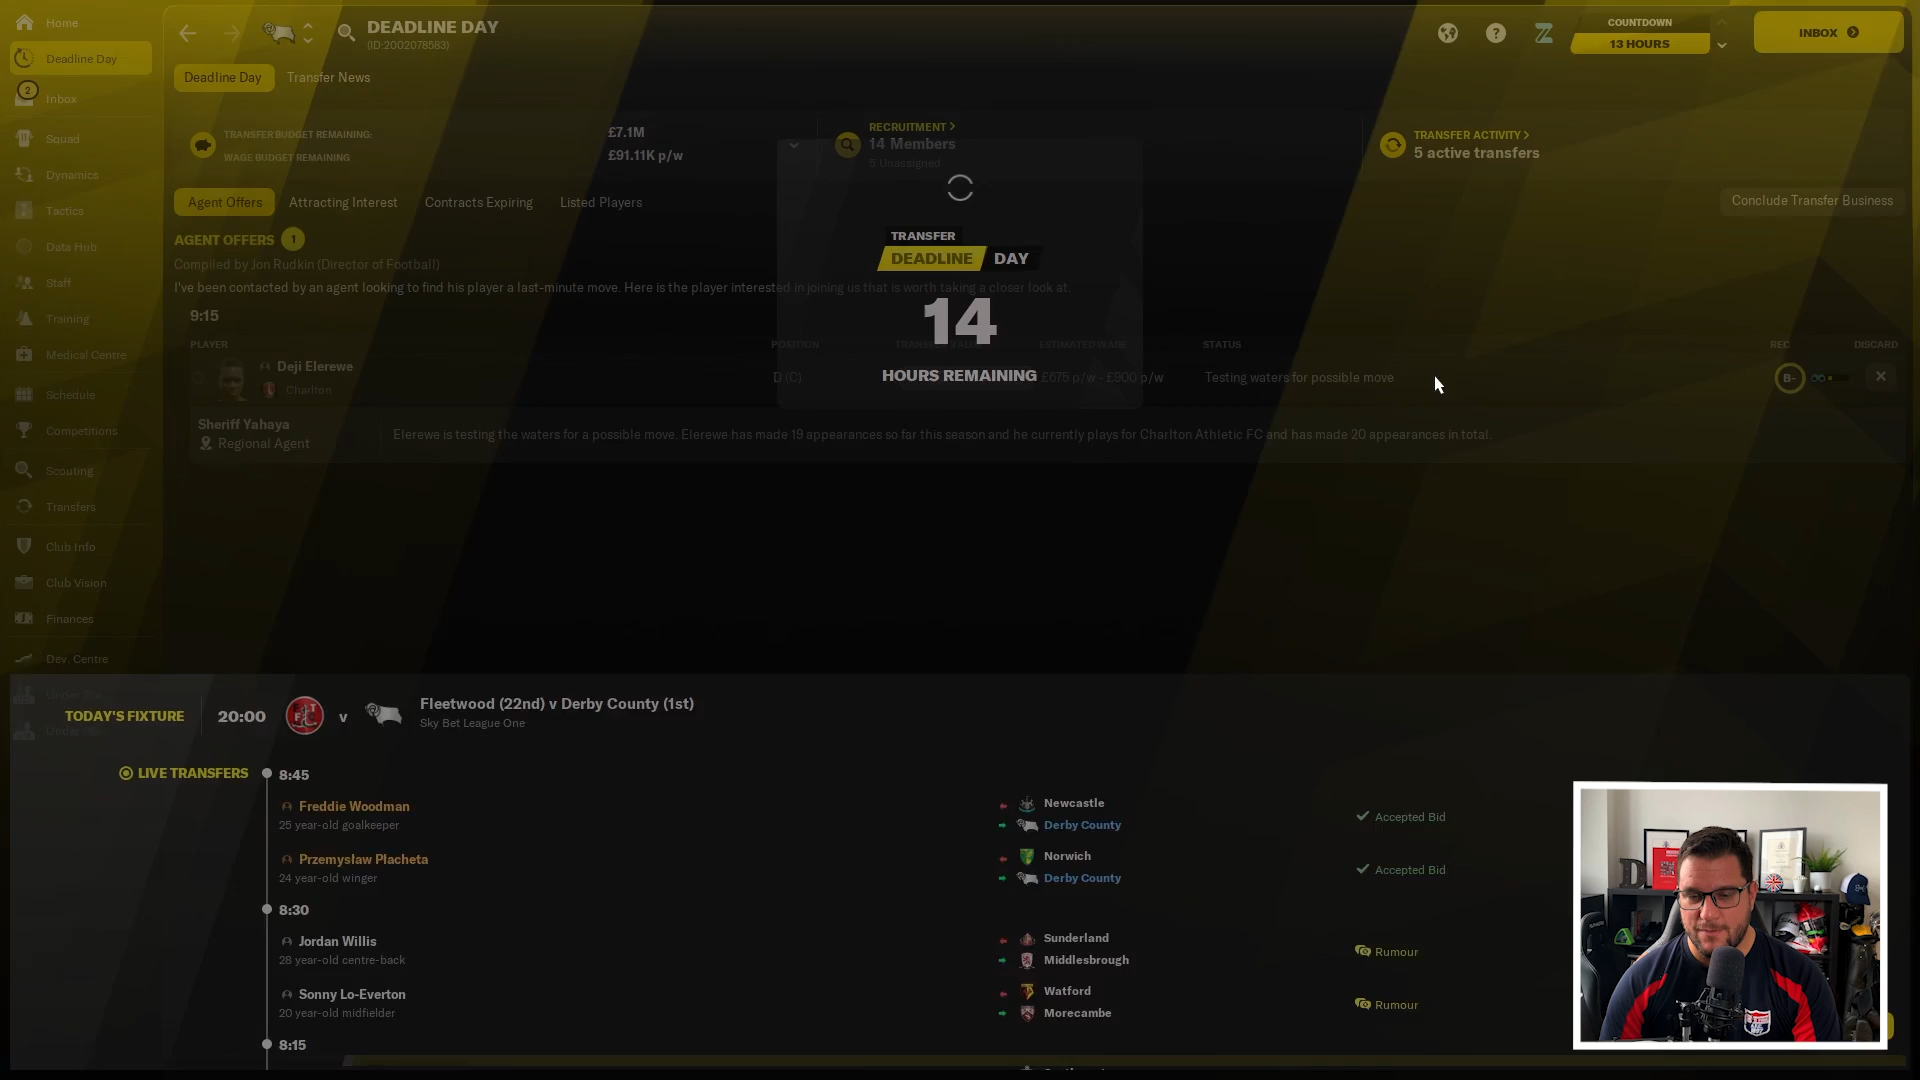 Home
DEADLINE DAY
(ID:2002078583)
COUNTDOWN
13 HOURS
INBOX
Deadline Day
Deadline Day
Transfer News
2
Inbox
Squad
Dynamics
Tactics
Data Hub
Staff
Training
Medical Centre
Schedule
Competitions
Scouting
Transfers
Club Info
Club Vision
Finances
Dev. Centre
TRANSFER BUDGET REMAINING:
£7.1M
WAGE BUDGET REMAINING
£91.11K p/w
RECRUITMENT >
14 Members
5 Unassigned
TRANSFER ACTIVITY >
5 active transfers
Agent Offers
Attracting Interest
Contracts Expiring
Listed Players
Conclude Transfer Business
AGENT OFFERS 1
Compiled by Jon Rudkin (Director of Football)
I've been contacted by an agent looking to find his player a last-minute move. Here is the player interested in joining us that is worth taking a closer look at.
TRANSFER
DEADLINE DAY
14
HOURS REMAINING
9:15
PLAYER
POSITION
ESTIMATED WAGE
STATUS
REC
DISCARD
Deji Elerewe
Charlton
D (C)
£675 p/w - £900 p/w
Testing waters for possible move
B-
Sheriff Yahaya
Regional Agent
Elerewe is testing the waters for a possible move. Elerewe has made 19 appearances so far this season and he currently plays for Charlton Athletic FC and has made 20 appearances in total.
TODAY'S FIXTURE
20:00
v
Fleetwood (22nd) v Derby County (1st)
Sky Bet League One
LIVE TRANSFERS
8:45
Freddie Woodman
25 year-old goalkeeper
Newcastle
Derby County
Accepted Bid
Przemysław Płacheta
24 year-old winger
Norwich
Derby County
Accepted Bid
8:30
Jordan Willis
28 year-old centre-back
Sunderland
Middlesbrough
Rumour
Sonny Lo-Everton
20 year-old midfielder
Watford
Morecambe
Rumour
8:15